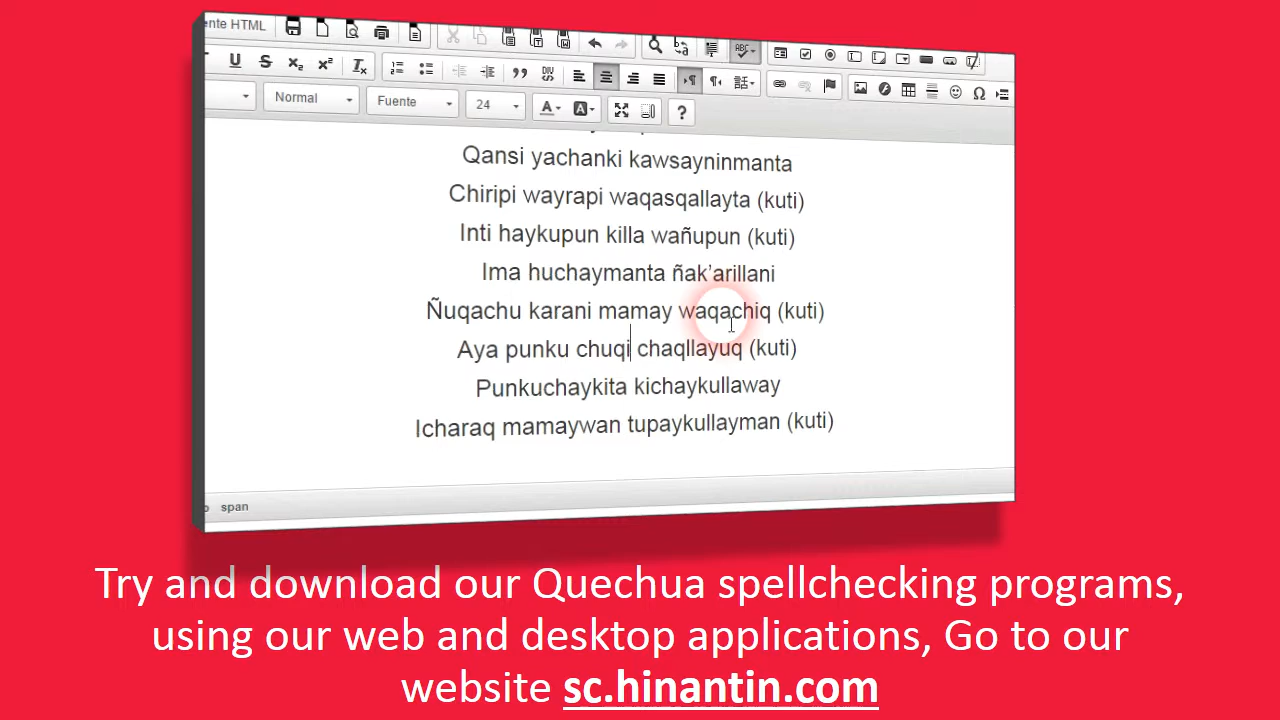 ente HTML
Normal Fuente 24
Qansi yachanki kawsayninmanta
Chiripi wayrapi waqasqallayta (kuti)
Inti haykupun killa wañupun (kuti)
Ima huchaymanta ñak’arillani
Ñuqachu karani mamay waqachiq (kuti)
Aya punku chuqi chaqllayuq (kuti)
Punkuchaykita kichaykullaway
Icharaq mamaywan tupaykullayman (kuti)
span
Try and download our Quechua spellchecking programs,
using our web and desktop applications, Go to our
website sc.hinantin.com